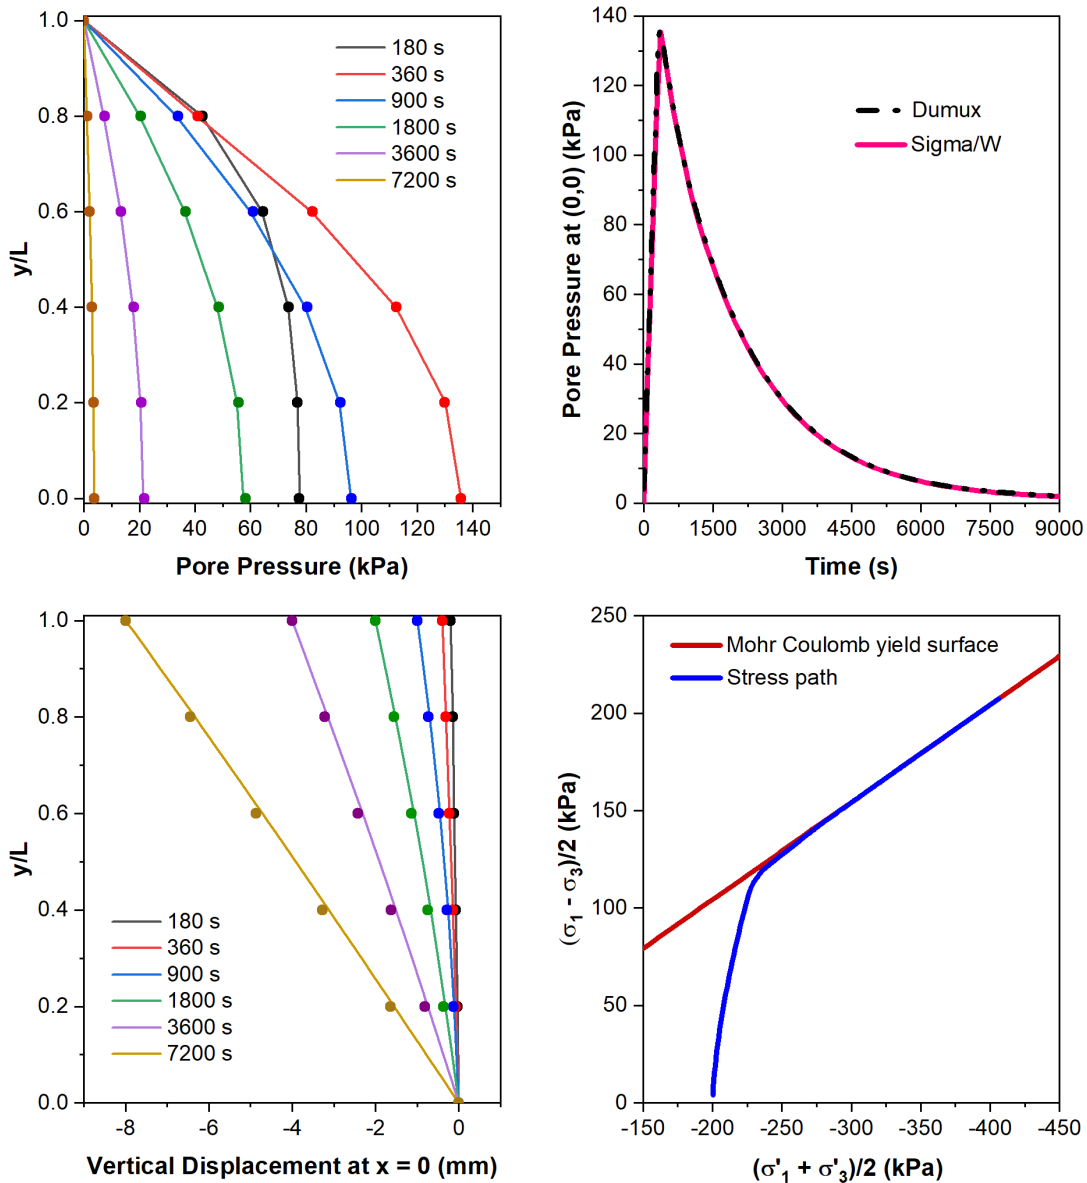 1.0
0.8
0.6
0.4
0.2
0.0
y/L
180 s
360 s
900 s
1800 s
3600 s
7200 s
0 20 40 60 80 100 120 140
Pore Pressure (kPa)
140
120
100
80
60
40
20
0
Pore Pressure at (0,0) (kPa)
Dumux
Sigma/W
0 1500 3000 4500 6000 7500 9000
Time (s)
1.0
0.8
0.6
0.4
0.2
0.0
y/L
180 s
360 s
900 s
1800 s
3600 s
7200 s
-8 -6 -4 -2 0
Vertical Displacement at x = 0 (mm)
250
200
150
100
50
0
(σ₁ - σ₃)/2 (kPa)
Mohr Coulomb yield surface
Stress path
-150 -200 -250 -300 -350 -400 -450
(σ'₁ + σ'₃)/2 (kPa)